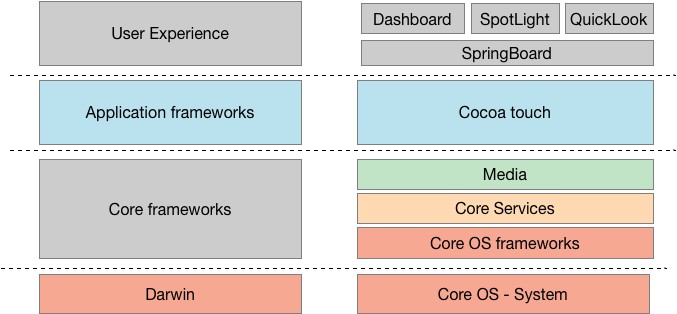 User Experience
Dashboard
SpotLight
QuickLook
SpringBoard
Application frameworks
Cocoa touch
Core frameworks
Media
Core Services
Core OS frameworks
Darwin
Core OS - System